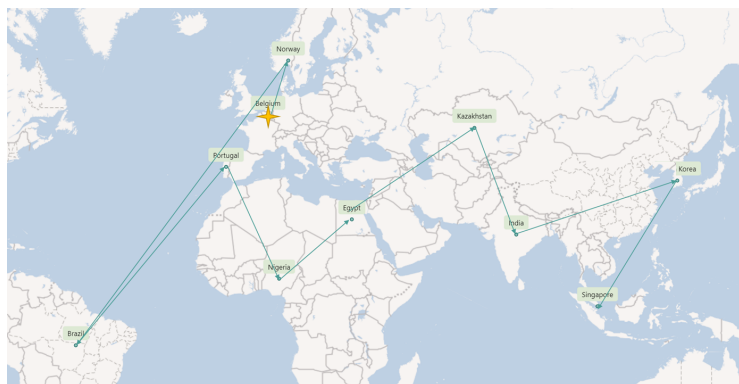 Norway
Belgium
Kazakhstan
Portugal
Korea
Egypt
India
Nigeria
Singapore
Brazil